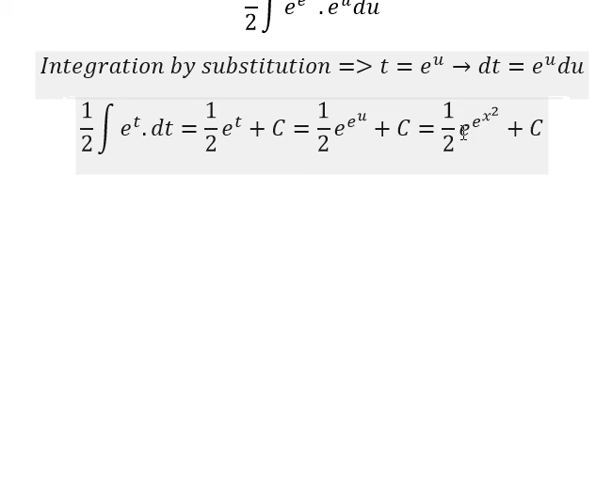 1/2 ∫ e^{e^u} . e^u du
Integration by substitution => t = e^u → dt = e^u du
1/2 ∫ e^t . dt = 1/2 e^t + C = 1/2 e^{e^u} + C = 1/2 e^{e^{x^2}} + C